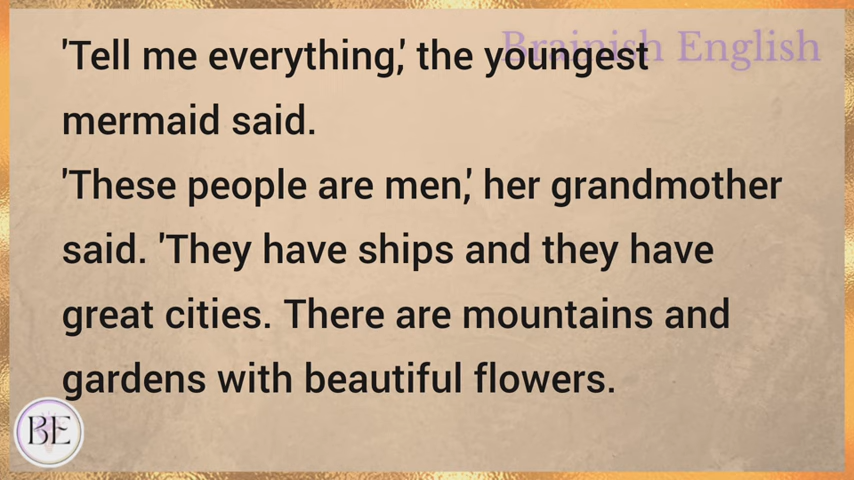 Brainish English
'Tell me everything,' the youngest
mermaid said.
'These people are men,' her grandmother
said. 'They have ships and they have
great cities. There are mountains and
gardens with beautiful flowers.
BE